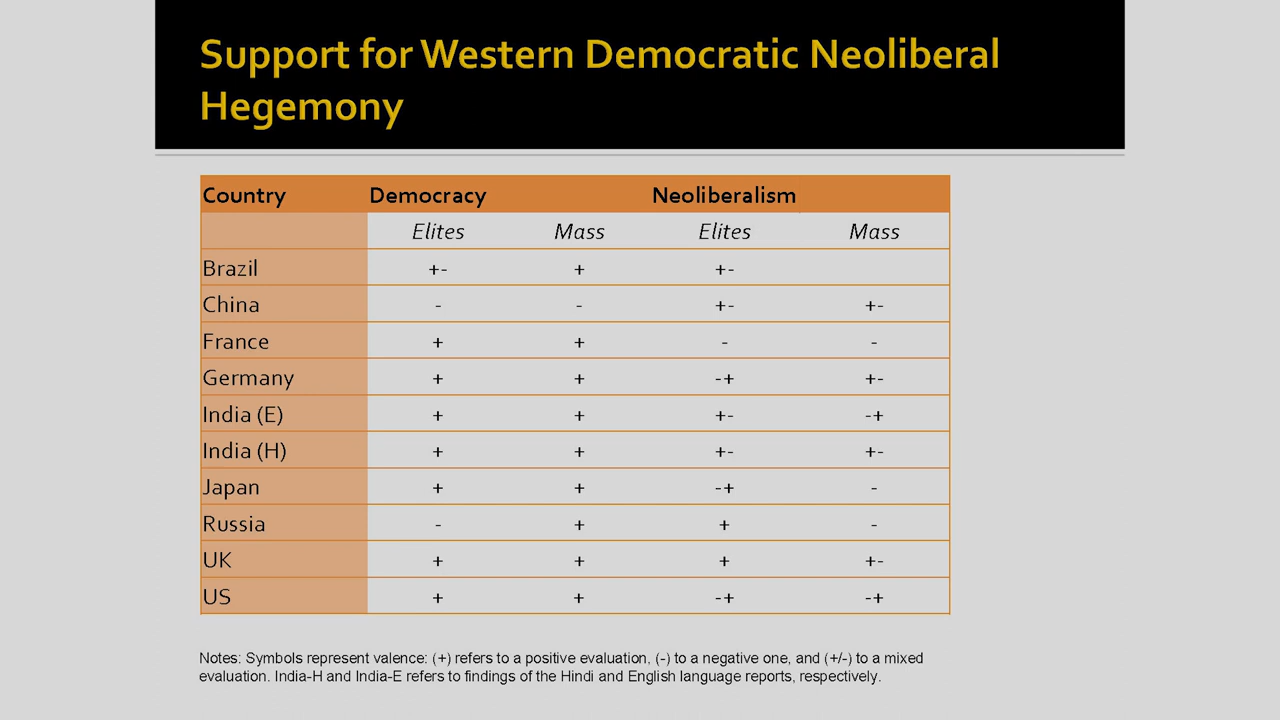 Support for Western Democratic Neoliberal
Hegemony
Country Democracy Neoliberalism
Elites Mass Elites Mass
Brazil +- + +-
China - - +- +-
France + + - -
Germany + + -+ +-
India (E) + + +- -+
India (H) + + +- +-
Japan + + -+ -
Russia - + + -
UK + + + +-
US + + -+ -+
Notes: Symbols represent valence: (+) refers to a positive evaluation, (-) to a negative one, and (+/-) to a mixed
evaluation. India-H and India-E refers to findings of the Hindi and English language reports, respectively.